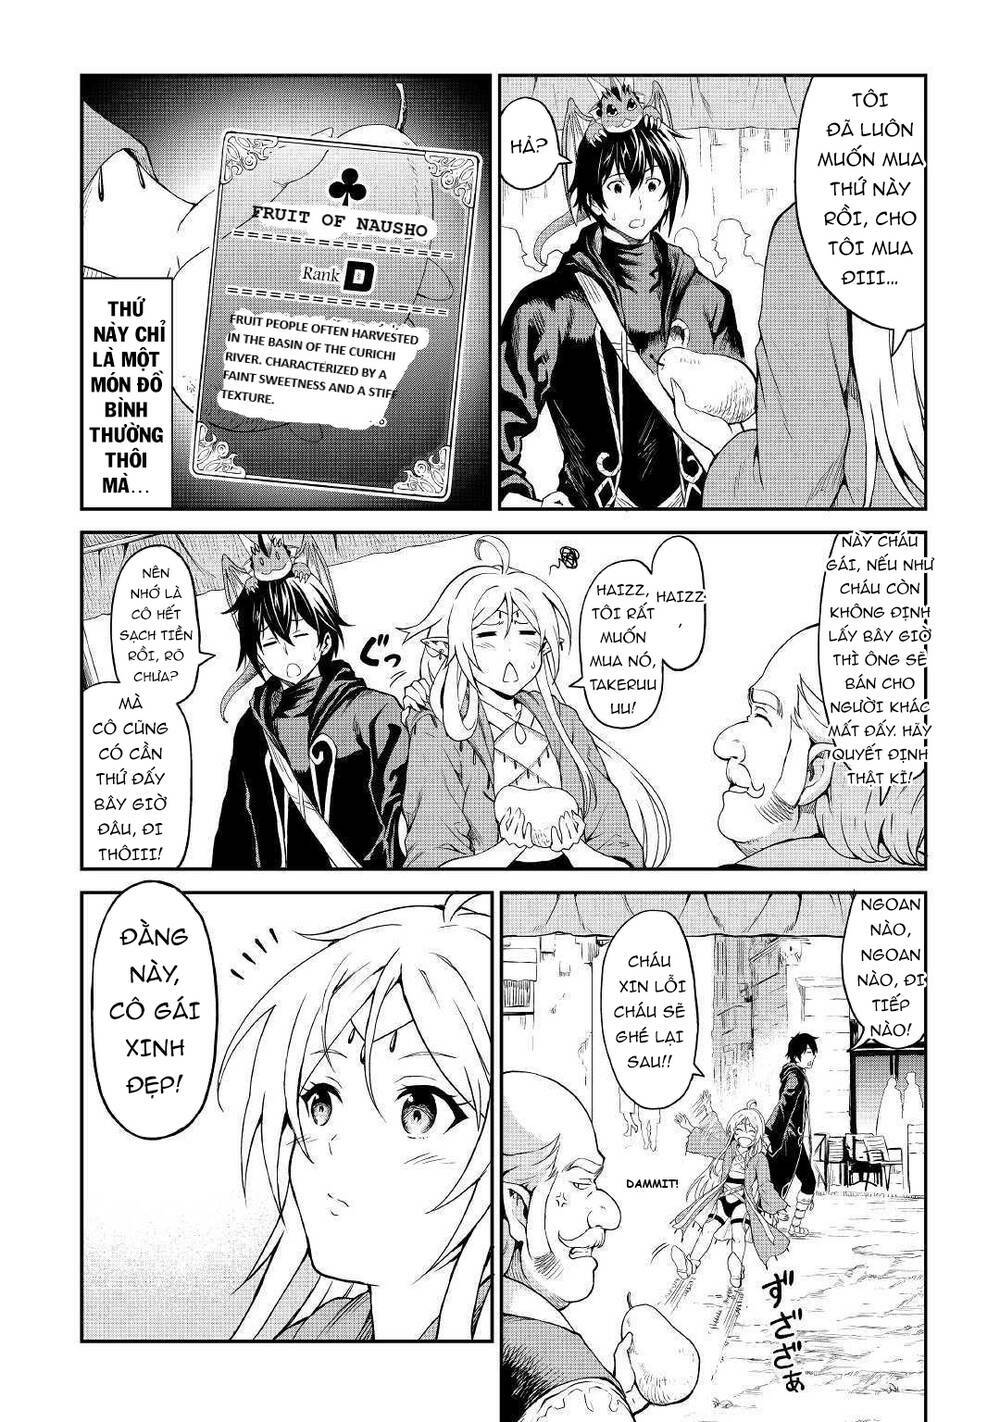 TÔI
ĐÃ LUÔN
MUỐN MUA
THỨ NÀY
RỒI, CHO
TÔI MUA
ĐIII...
HẢ?
♣
FRUIT OF NAUSHO
Rank D
FRUIT PEOPLE OFTEN HARVESTED
IN THE BASIN OF THE CURICHI
RIVER. CHARACTERIZED BY A
FAINT SWEETNESS AND A STIFF
TEXTURE.
THỨ
NÀY CHỈ
LÀ MỘT
MÓN ĐỒ
BÌNH
THƯỜNG
THÔI
MÀ...
NÀY CHÁU
GÁI, NẾU NHƯ
CHÁU CÒN
KHÔNG ĐỊNH
LẤY BÂY GIỜ
THÌ ÔNG SẼ
BÁN CHO
NGƯỜI KHÁC
MẤT ĐẤY. HÃY
QUYẾT ĐỊNH
THẬT KĨ!
HAIZZ
HAIZZ,
TÔI RẤT
MUỐN
MUA NÓ,
TAKERUU
UU!
ぐっ
NÊN
NHỚ LÀ
CÔ HẾT
SẠCH TIỀN
RỒI, RÕ
CHƯA?
MÀ
CÔ CŨNG
CÓ CẦN
THỨ ĐẤY
BÂY GIỜ
ĐÂU, ĐI
THÔIII!
NGOAN
NÀO,
NGOAN
NÀO, ĐI
TIẾP
NÀO!
CHÁU
XIN LỖI
CHÁU SẼ
GHÉ LẠI
SAU!!
DAMMIT!
ずざざぁ
ĐẰNG
NÀY,
CÔ GÁI
XINH
ĐẸP!